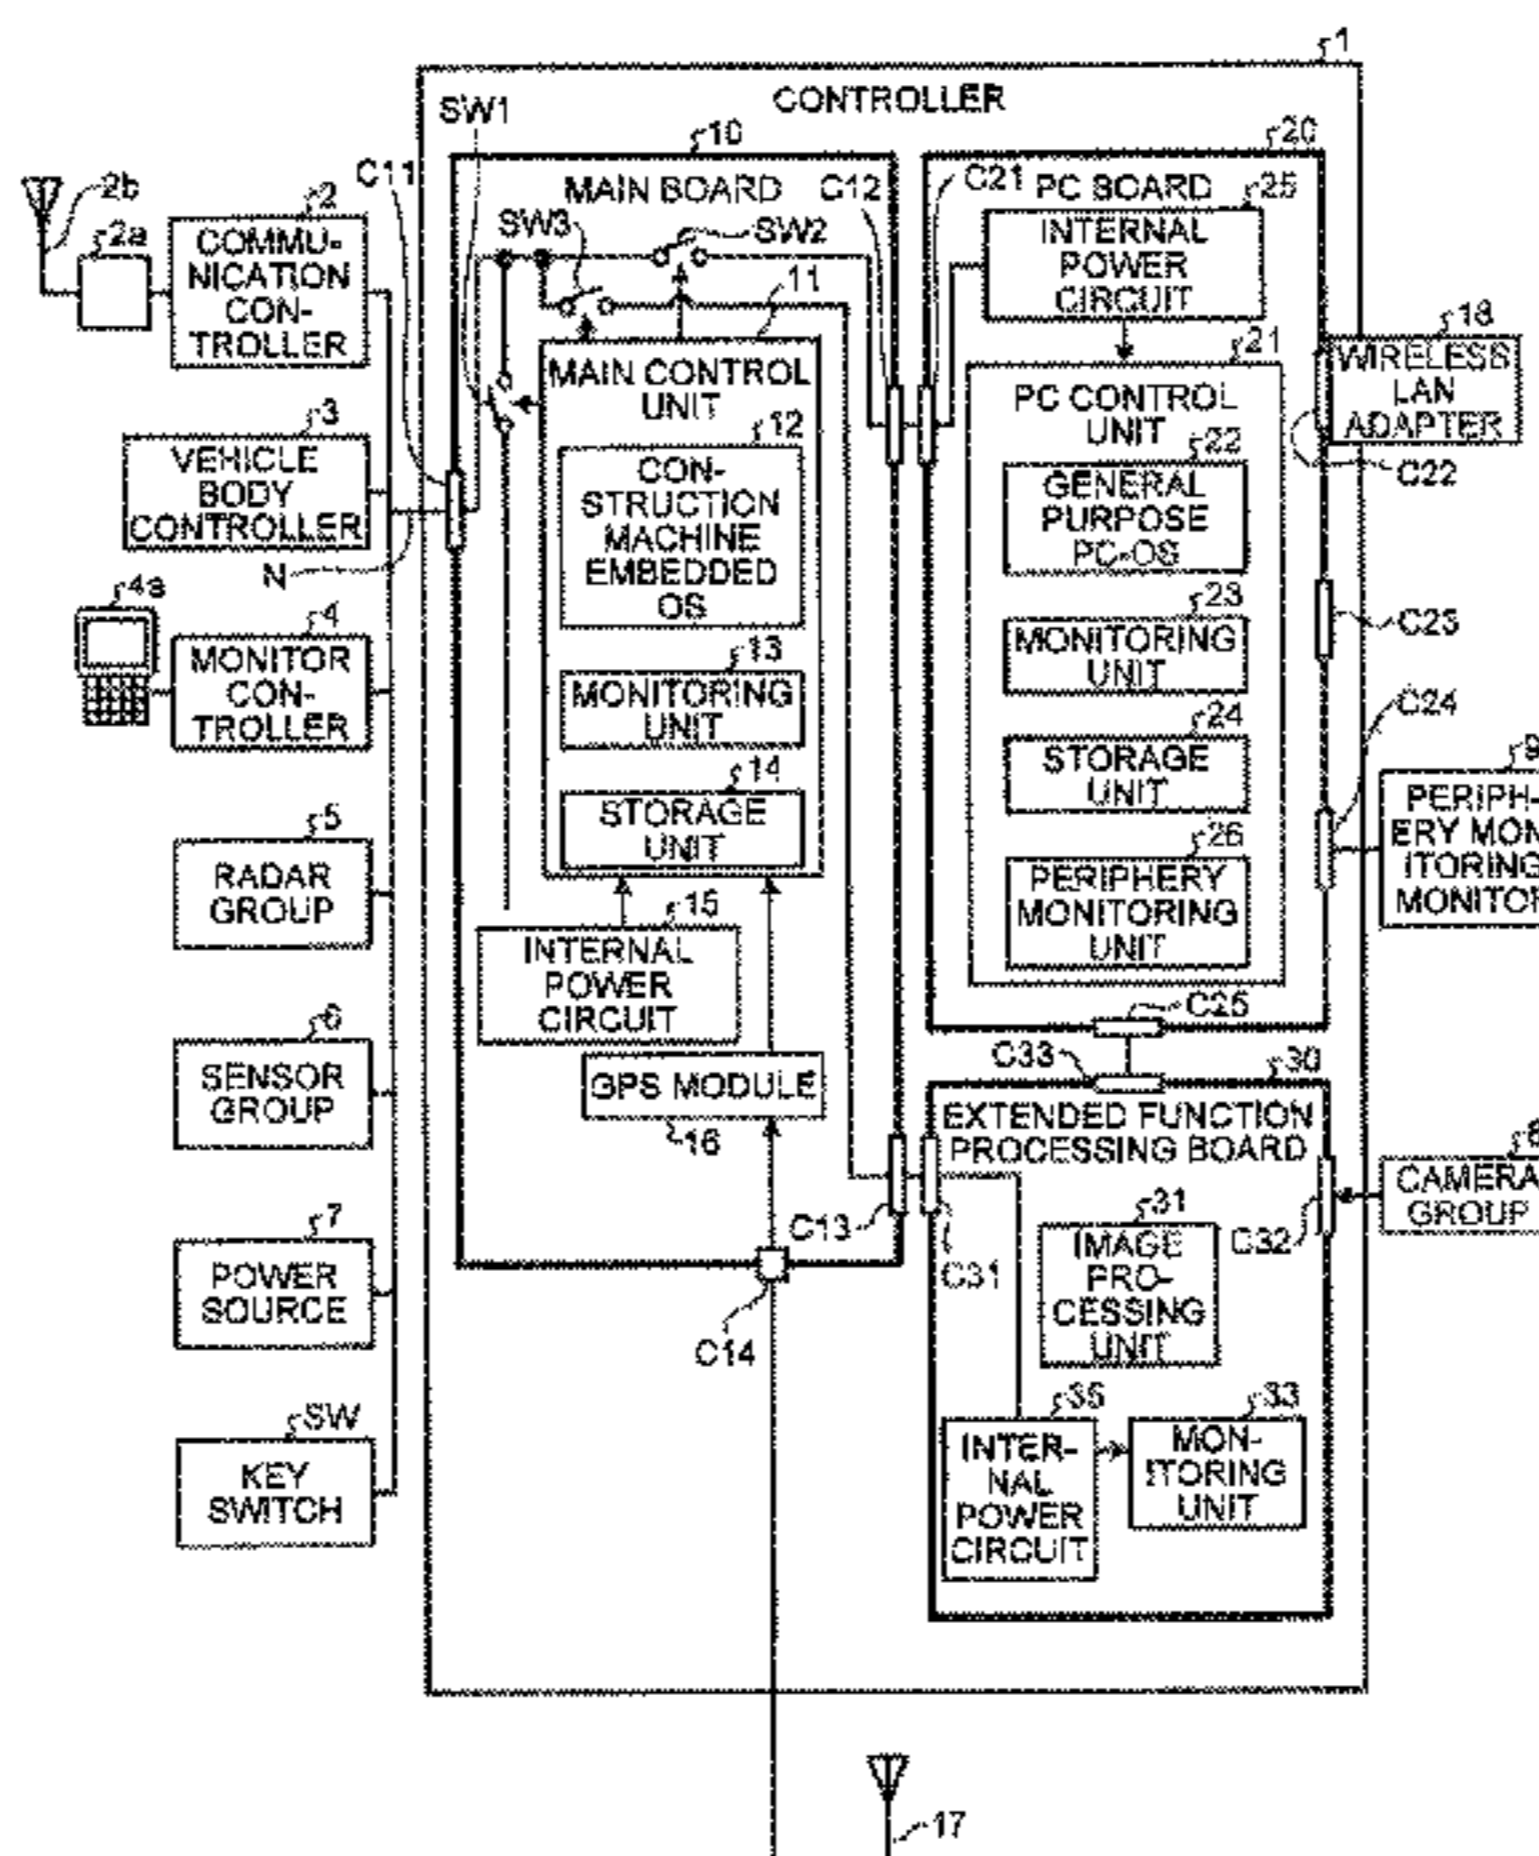 1
CONTROLLER
SW1
10
20
C11
MAIN BOARD
C12
C21
PC BOARD
25
2b
2
2a
COMMU-
NICATION
CON-
TROLLER
SW3
SW2
11
INTERNAL
POWER
CIRCUIT
18
WIRELESS
LAN
ADAPTER
C22
MAIN CONTROL
UNIT
21
PC CONTROL
UNIT
3
VEHICLE
BODY
CONTROLLER
N
12
CON-
STRUCTION
MACHINE
EMBEDDED
OS
22
GENERAL
PURPOSE
PC-OS
4a
4
MONITOR
CON-
TROLLER
13
MONITORING
UNIT
23
MONITORING
UNIT
C23
C24
14
STORAGE
UNIT
24
STORAGE
UNIT
9
PERIPH-
ERY MON-
ITORING
MONITOR
5
RADAR
GROUP
15
INTERNAL
POWER
CIRCUIT
26
PERIPHERY
MONITORING
UNIT
C25
6
SENSOR
GROUP
GPS MODULE
16
C33
30
EXTENDED FUNCTION
PROCESSING BOARD
8
CAMERA
GROUP
C13
C31
31
IMAGE
PRO-
CESSING
UNIT
C32
7
POWER
SOURCE
C14
35
INTER-
NAL
POWER
CIRCUIT
33
MON-
ITORING
UNIT
SW
KEY
SWITCH
17